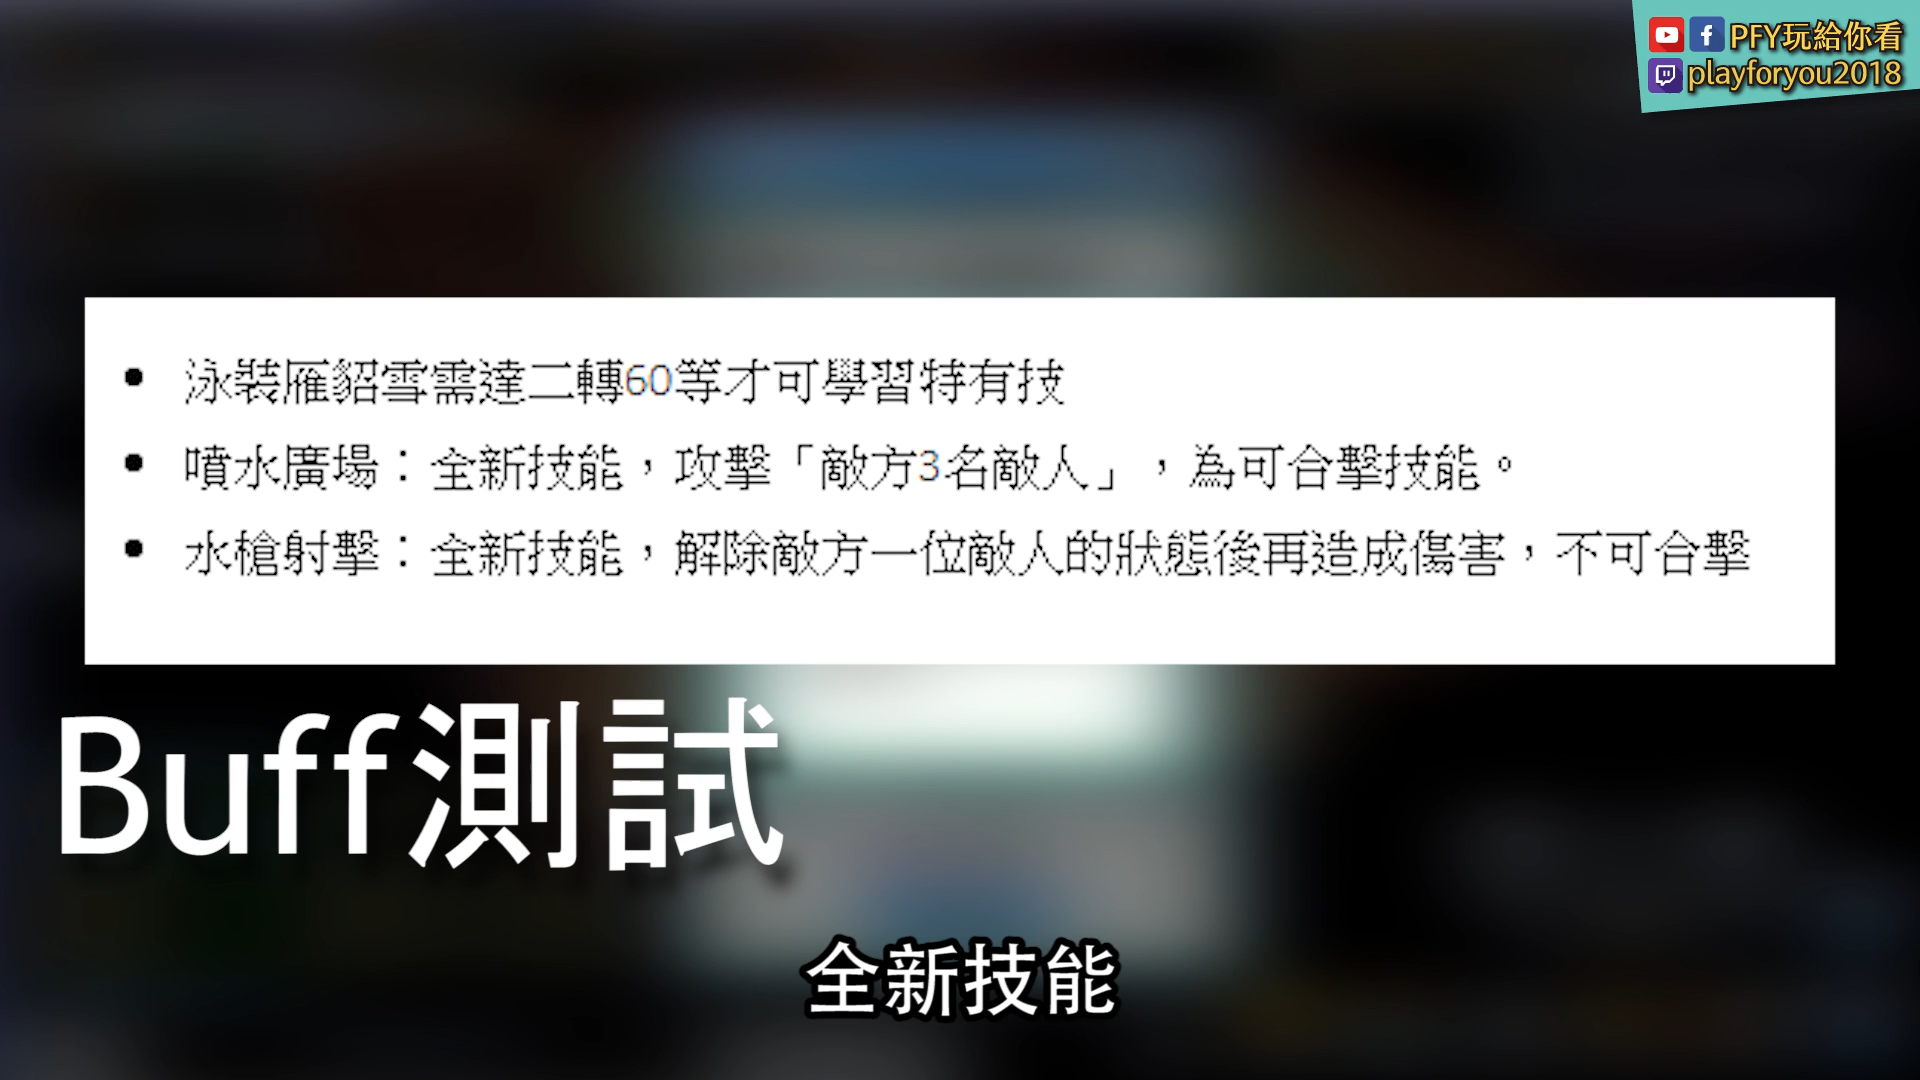 PFY玩給你看
playforyou2018
泳裝雁貂雪需達二轉60等才可學習特有技
噴水廣場：全新技能，攻擊「敵方3名敵人」，為可合擊技能。
水槍射擊：全新技能，解除敵方一位敵人的狀態後再造成傷害，不可合擊
Buff測試
全新技能